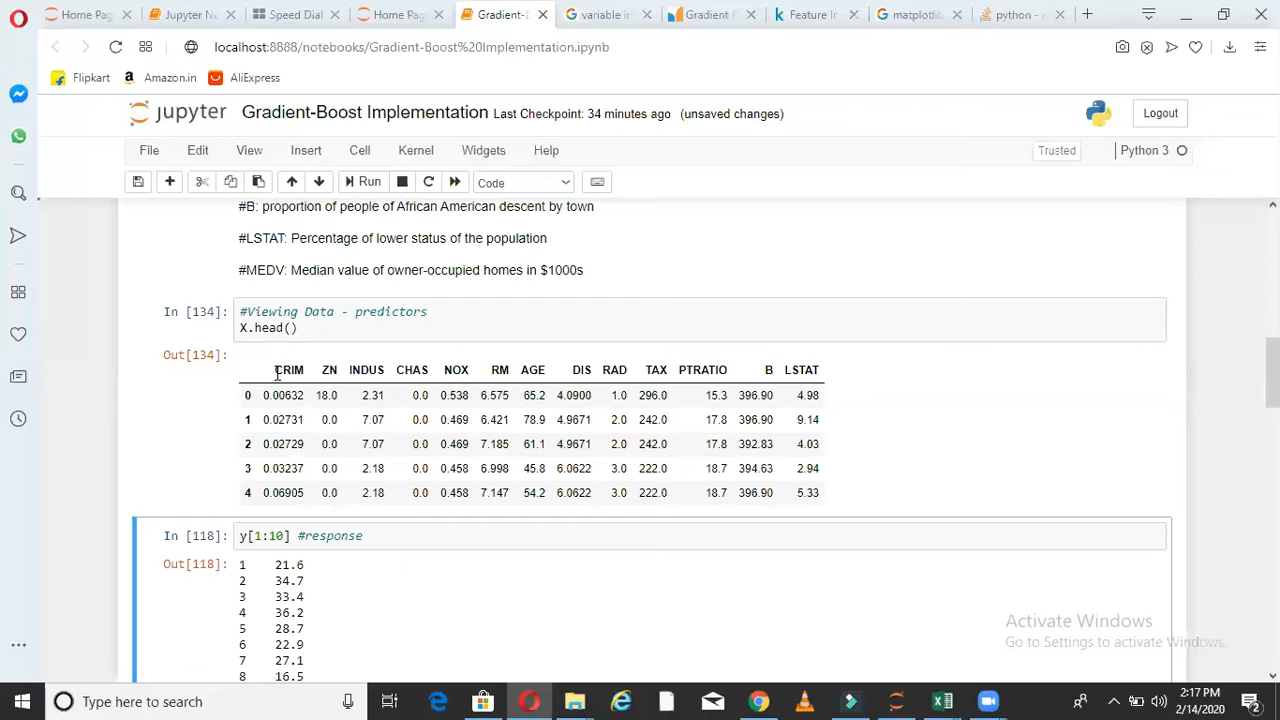 Home Page
Jupyter No
Speed Dial
Home Page
Gradient-
variable im
Gradient
Feature In
matplotlib
python -
localhost:8888/notebooks/Gradient-Boost%20Implementation.ipynb
Flipkart
Amazon.in
AliExpress
jupyter
Gradient-Boost Implementation Last Checkpoint: 34 minutes ago (unsaved changes)
Logout
File Edit View Insert Cell Kernel Widgets Help
Trusted
Python 3
Run
Code
#B: proportion of people of African American descent by town
#LSTAT: Percentage of lower status of the population
#MEDV: Median value of owner-occupied homes in $1000s
In [134]: #Viewing Data - predictors
X.head()
Out[134]:
CRIM ZN INDUS CHAS NOX RM AGE DIS RAD TAX PTRATIO B LSTAT
0 0.00632 18.0 2.31 0.0 0.538 6.575 65.2 4.0900 1.0 296.0 15.3 396.90 4.98
1 0.02731 0.0 7.07 0.0 0.469 6.421 78.9 4.9671 2.0 242.0 17.8 396.90 9.14
2 0.02729 0.0 7.07 0.0 0.469 7.185 61.1 4.9671 2.0 242.0 17.8 392.83 4.03
3 0.03237 0.0 2.18 0.0 0.458 6.998 45.8 6.0622 3.0 222.0 18.7 394.63 2.94
4 0.06905 0.0 2.18 0.0 0.458 7.147 54.2 6.0622 3.0 222.0 18.7 396.90 5.33
In [118]: y[1:10] #response
Out[118]: 1 21.6
2 34.7
3 33.4
4 36.2
5 28.7
6 22.9
7 27.1
8 16.5
Activate Windows
Go to Settings to activate Windows.
Type here to search
2:17 PM
2/14/2020
2